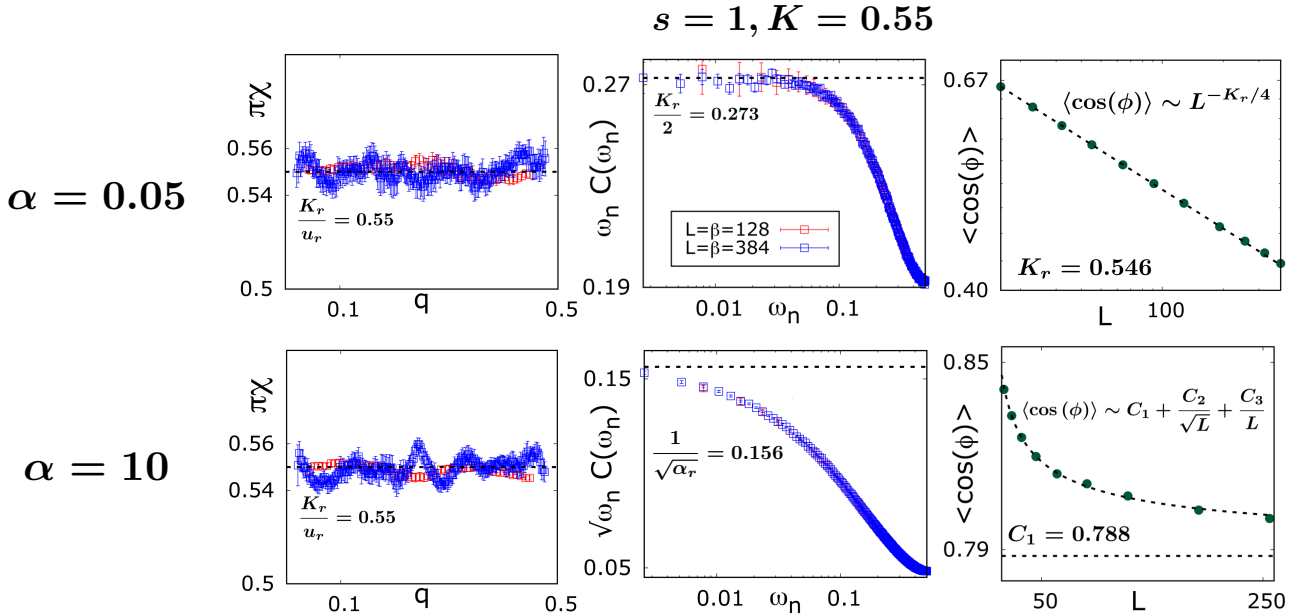 s = 1, K = 0.55
α = 0.05
πχ
0.56
0.54
0.5
K_r/u_r = 0.55
0.1
q
0.5
ω_n C(ω_n)
0.27
0.19
K_r/2 = 0.273
L=β=128
L=β=384
0.01
ω_n
0.1
<cos(ϕ)>
0.67
0.40
⟨cos(ϕ)⟩ ∼ L^{-K_r/4}
K_r = 0.546
L
100
α = 10
πχ
0.56
0.54
0.5
K_r/u_r = 0.55
0.1
q
0.5
√ω_n C(ω_n)
0.15
0.05
1/√α_r = 0.156
0.01
ω_n
0.1
<cos(ϕ)>
0.85
0.79
⟨cos (ϕ)⟩ ∼ C_1 + C_2/√L + C_3/L
C_1 = 0.788
50
L
250